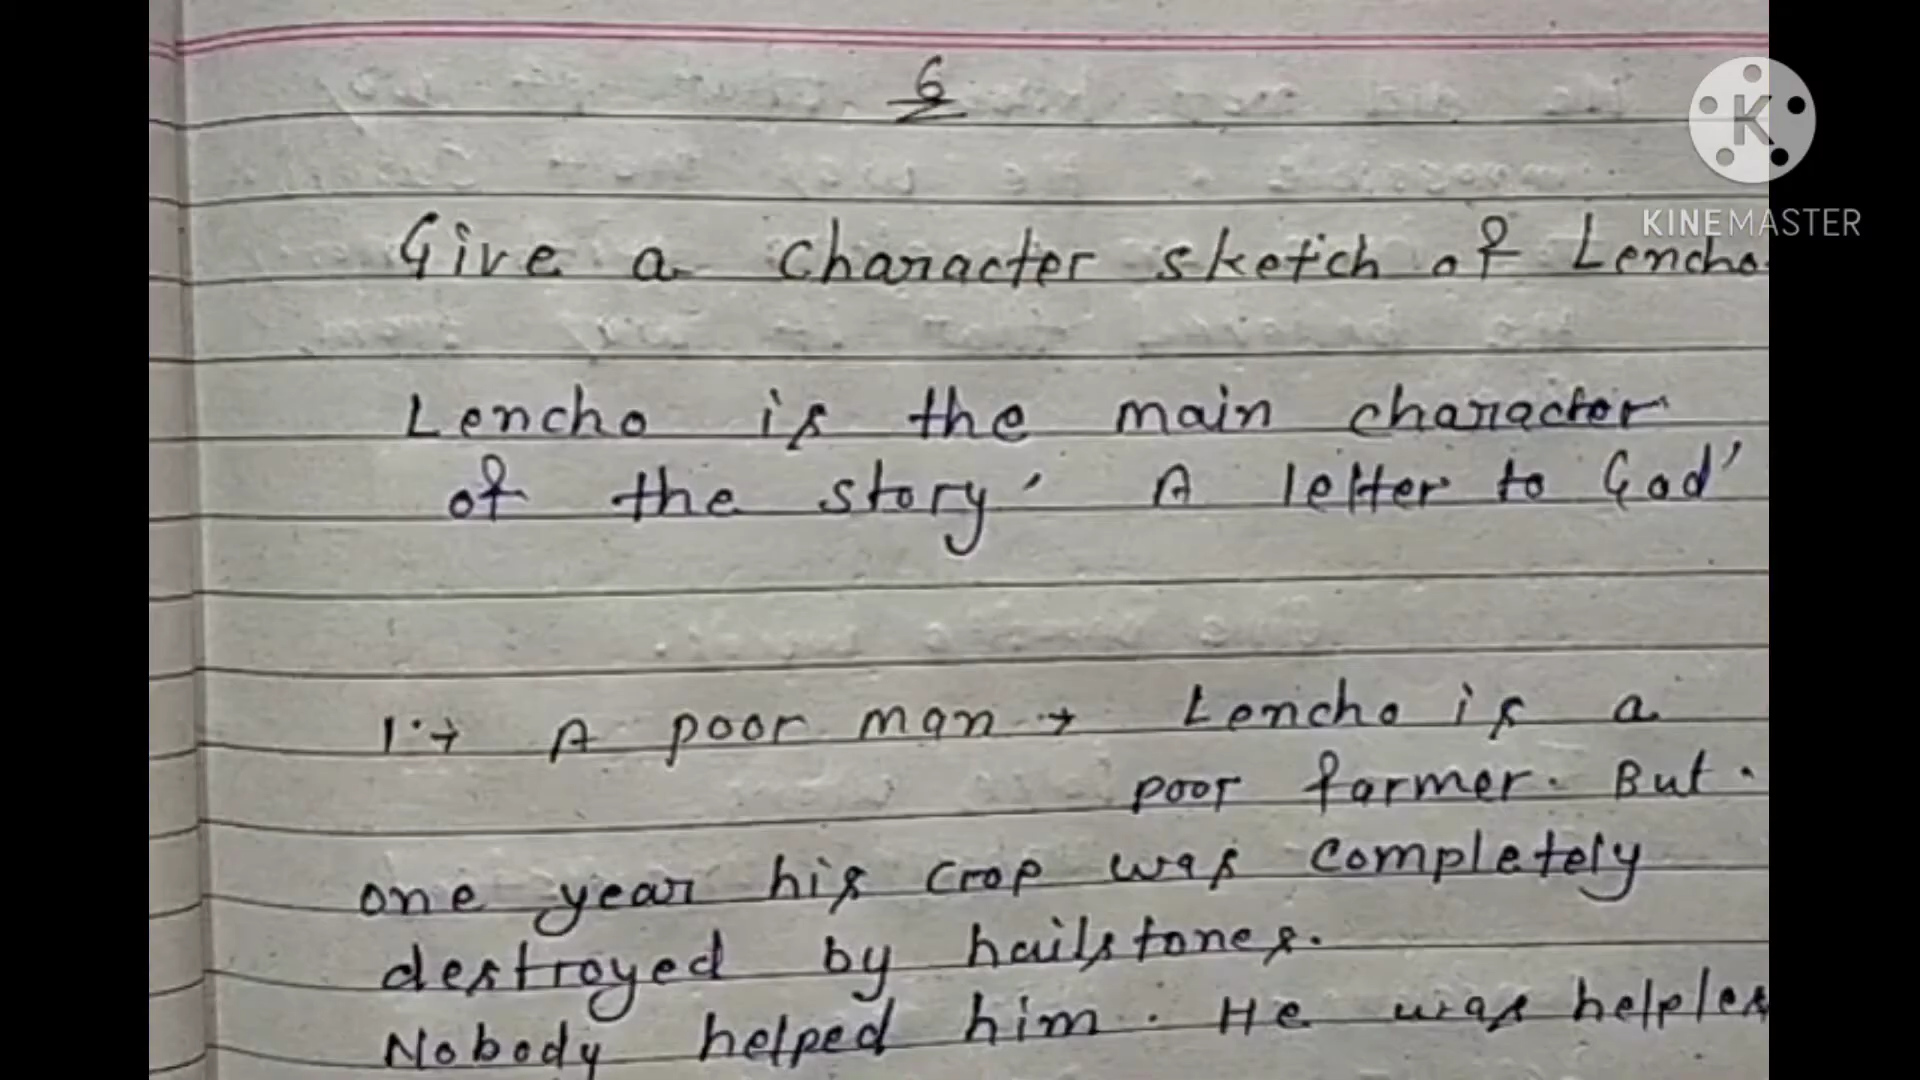 6
Give a character sketch of Lencho.
Lencho is the main character
of the story ' A letter to God'
1.→ A poor man → Lencho is a
poor farmer. But.
one year his crop was completely
destroyed by hailstones.
Nobody helped him. He was helples
K
KINEMASTER